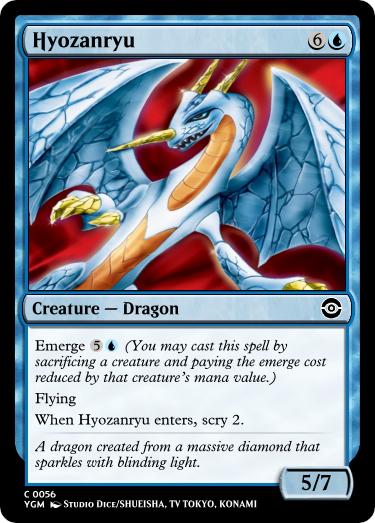 Hyozanryu 6
Creature — Dragon
Emerge 5 (You may cast this spell by
sacrificing a creature and paying the emerge cost
reduced by that creature's mana value.)
Flying
When Hyozanryu enters, scry 2.
A dragon created from a massive diamond that
sparkles with blinding light.
5/7
C 0056
YGM STUDIO DICE/SHUEISHA, TV TOKYO, KONAMI